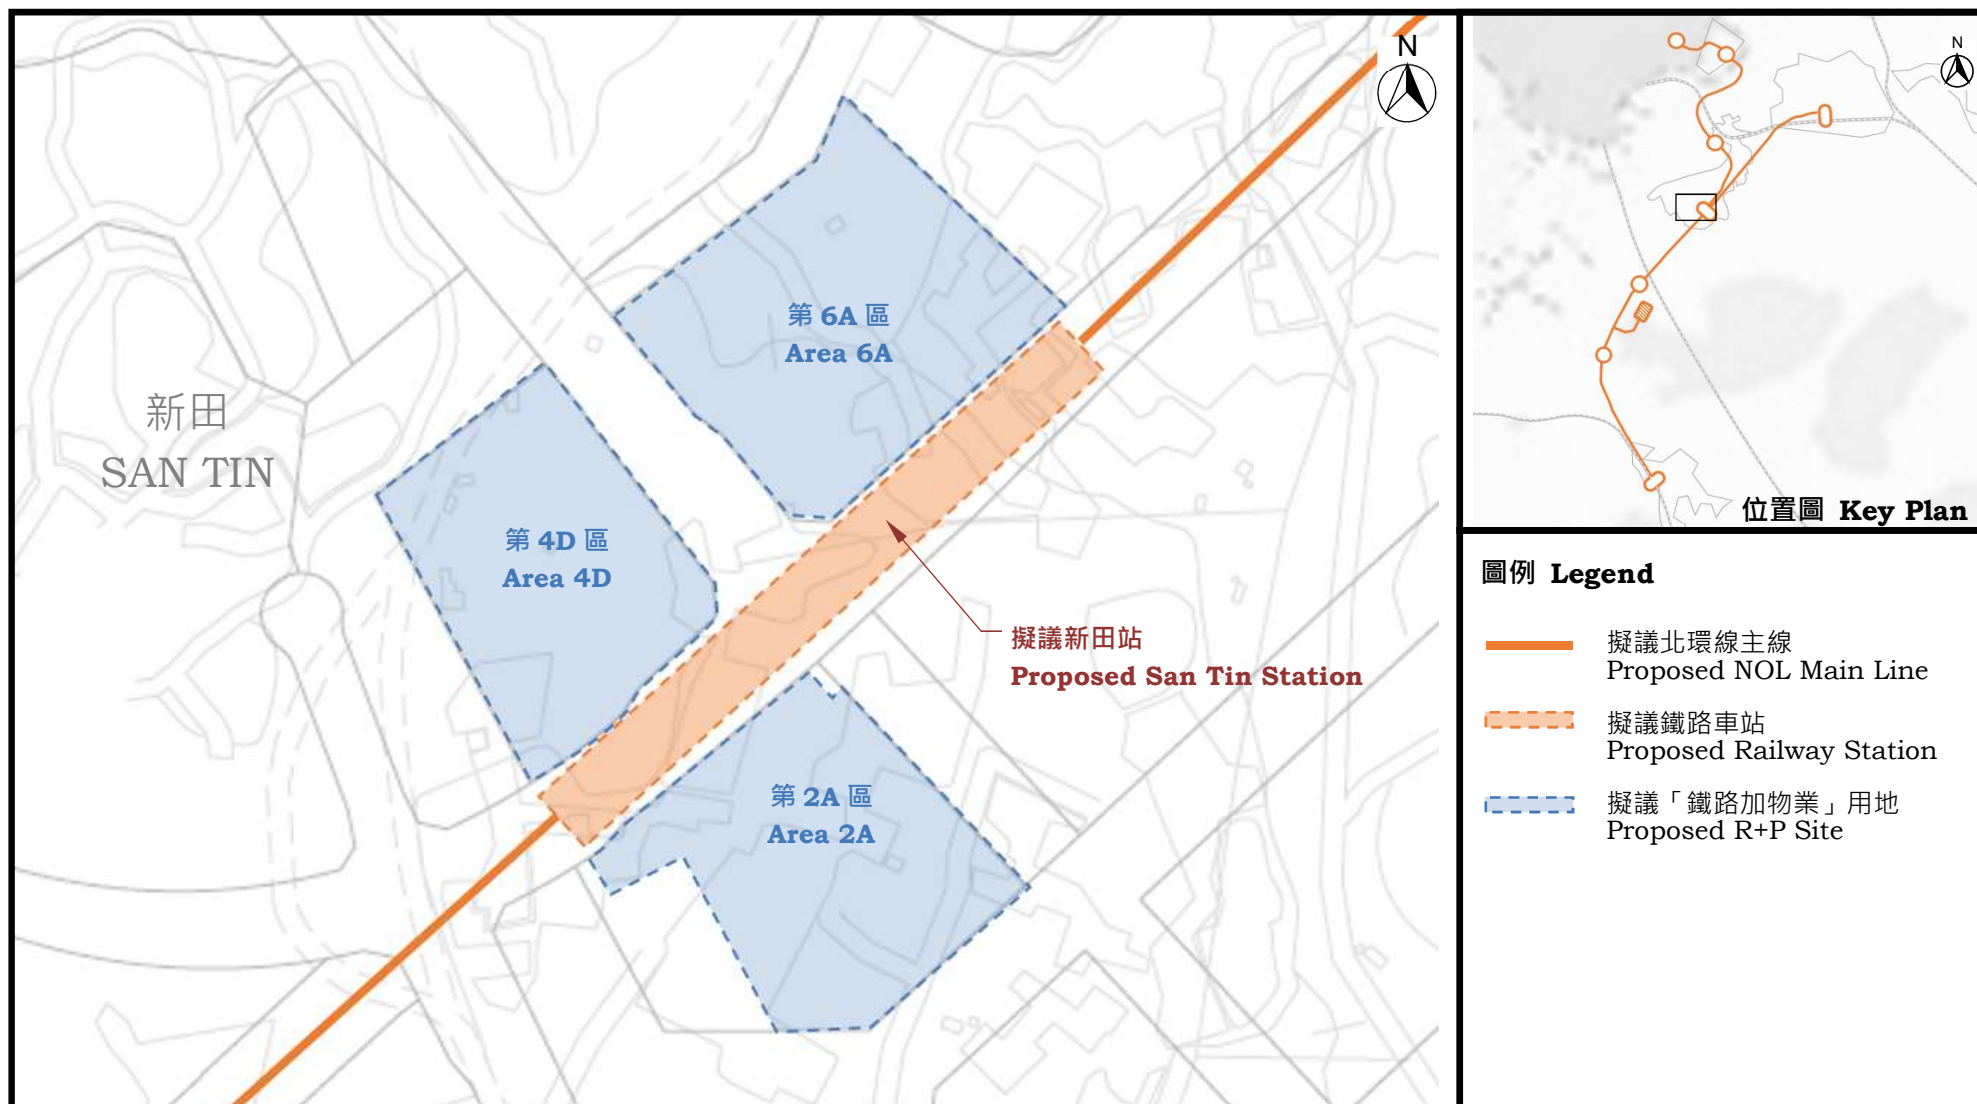 N
第 6A 區
Area 6A
新田
SAN TIN
第 4D 區
Area 4D
擬議新田站
Proposed San Tin Station
第 2A 區
Area 2A
N
位置圖 Key Plan
圖例 Legend
擬議北環線主線
Proposed NOL Main Line
擬議鐵路車站
Proposed Railway Station
擬議「鐵路加物業」用地
Proposed R+P Site